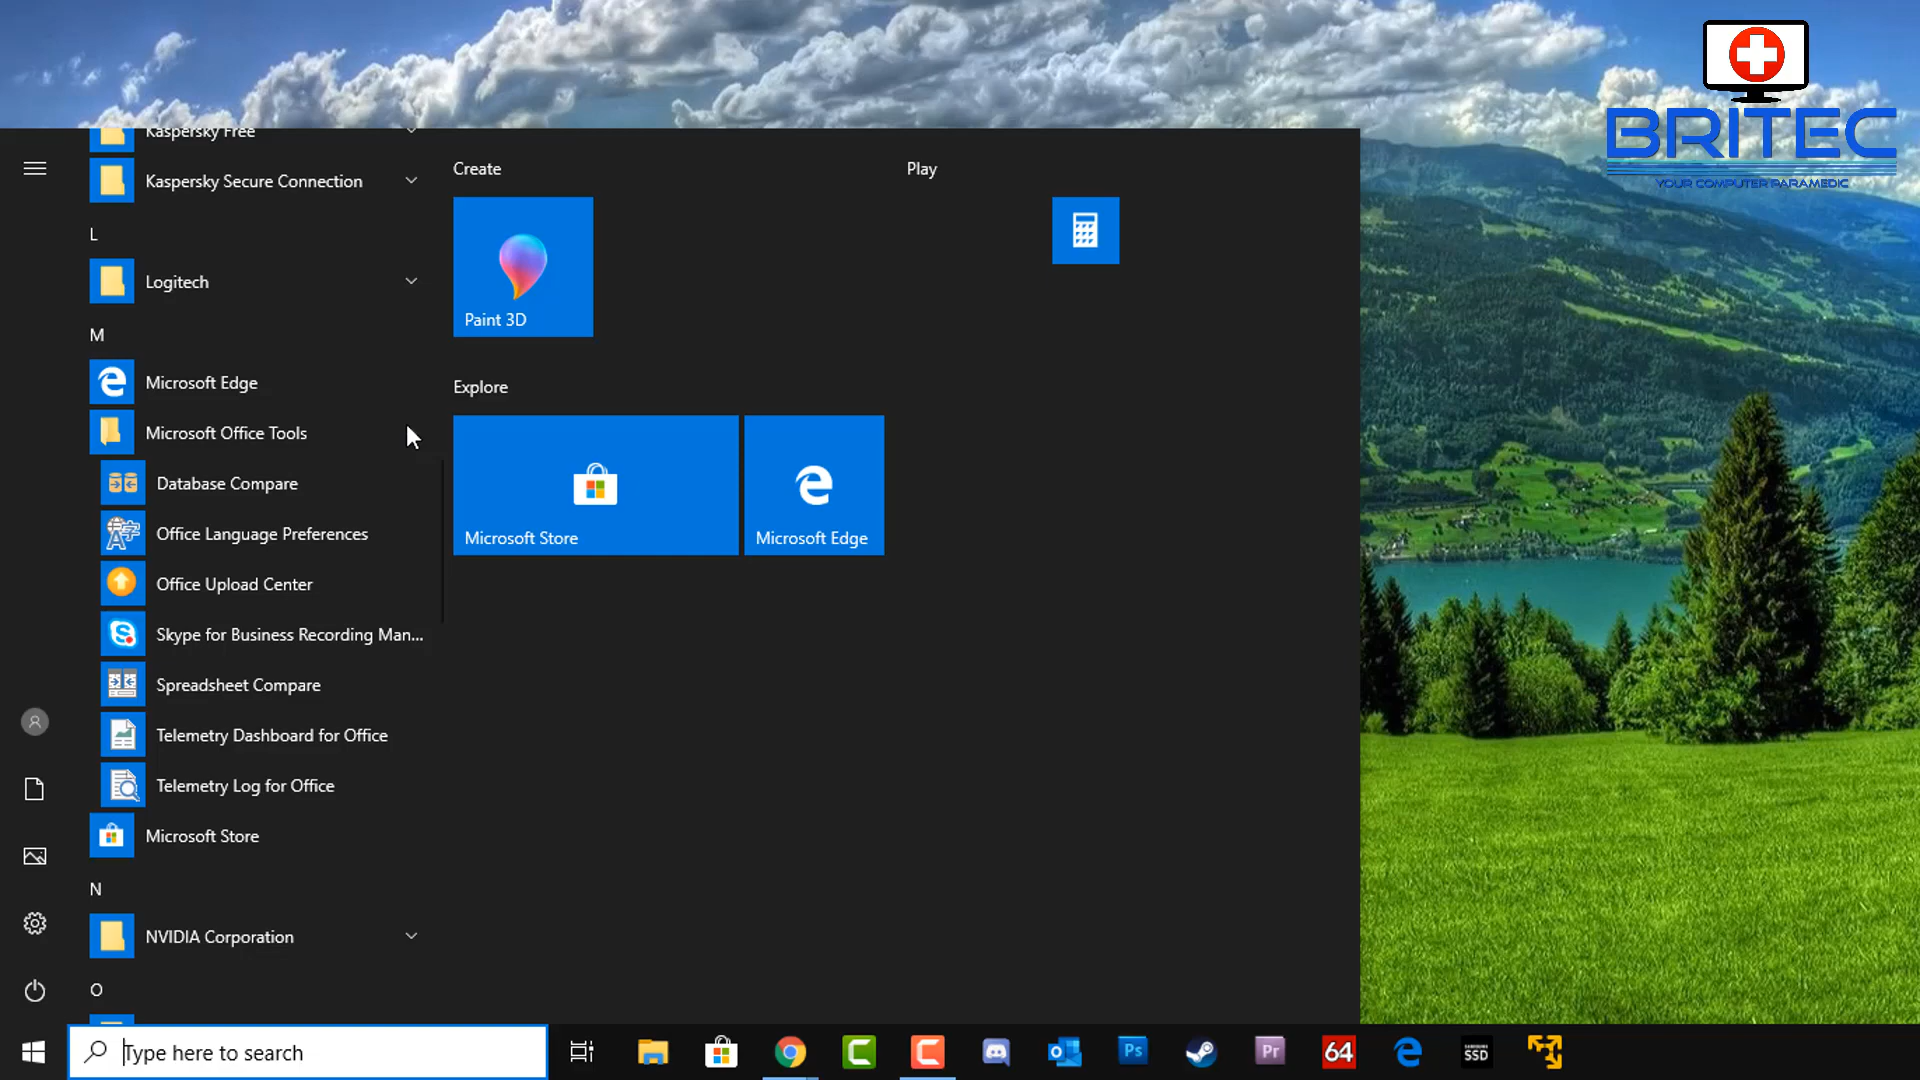 BRITEC
YOUR COMPUTER PARAMEDIC
Kaspersky Free
Kaspersky Secure Connection
L
Logitech
M
Microsoft Edge
Microsoft Office Tools
Database Compare
Office Language Preferences
Office Upload Center
Skype for Business Recording Man...
Spreadsheet Compare
Telemetry Dashboard for Office
Telemetry Log for Office
Microsoft Store
N
NVIDIA Corporation
O
Create
Paint 3D
Explore
Microsoft Store
Microsoft Edge
Play
Type here to search
Ps
Pr
64
SAMSUNG
SSD